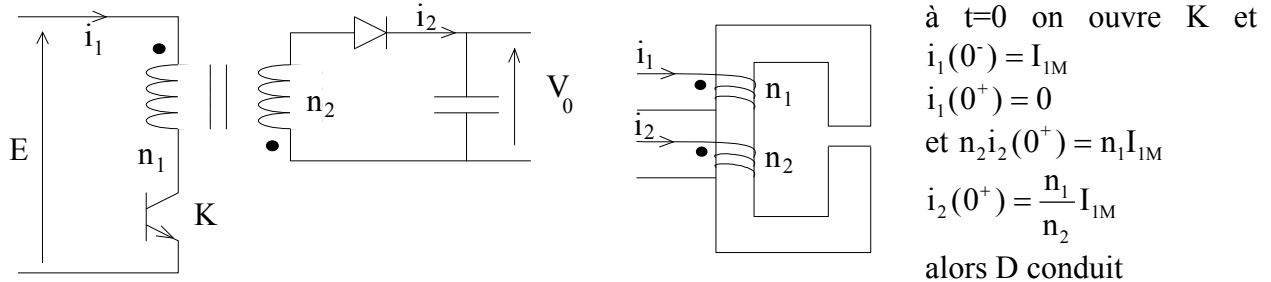 i₁
i₂
n₂
V₀
E
n₁
K
i₁
n₁
i₂
n₂
à t=0 on ouvre K et
i₁(0⁻) = I₁M
i₁(0⁺) = 0
et n₂i₂(0⁺) = n₁I₁M
i₂(0⁺) = n₁/n₂ I₁M
alors D conduit